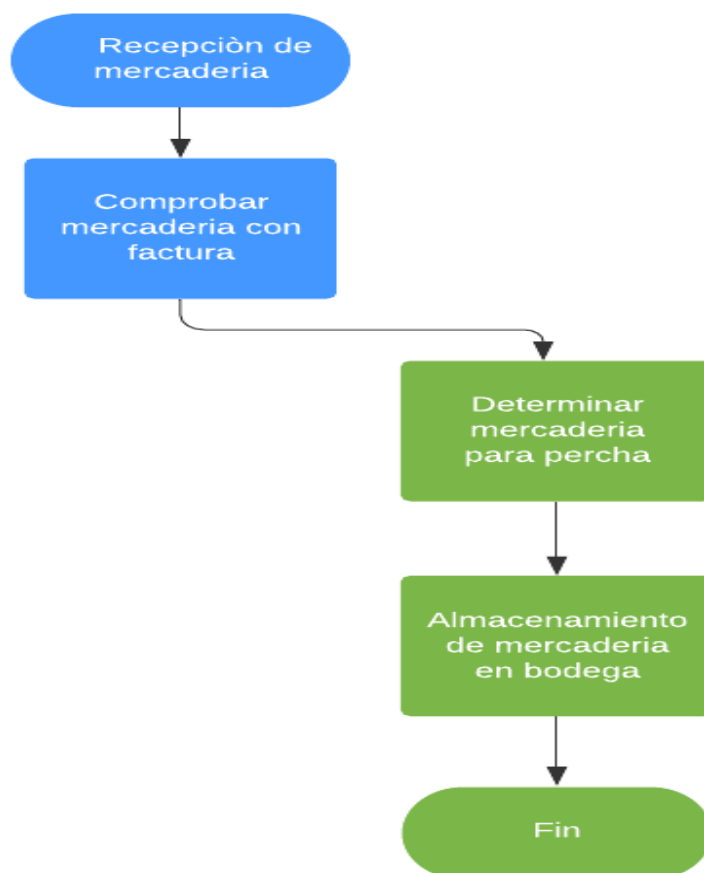 Recepciòn de
mercaderia
Comprobar
mercaderia con
factura
Determinar
mercaderia
para percha
Almacenamiento
de mercaderia
en bodega
Fin